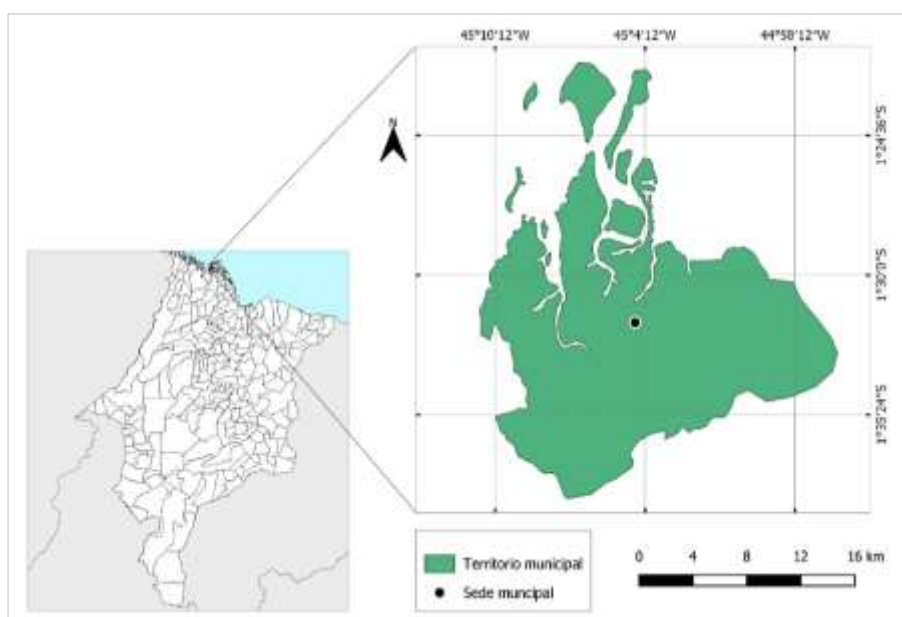 45°10'12"W 45°4'12"W 44°58'12"W
N
1°24'36"S
1°30'0"S
1°35'24"S
Territorio municipal
Sede muncipal
0 4 8 12 16 km